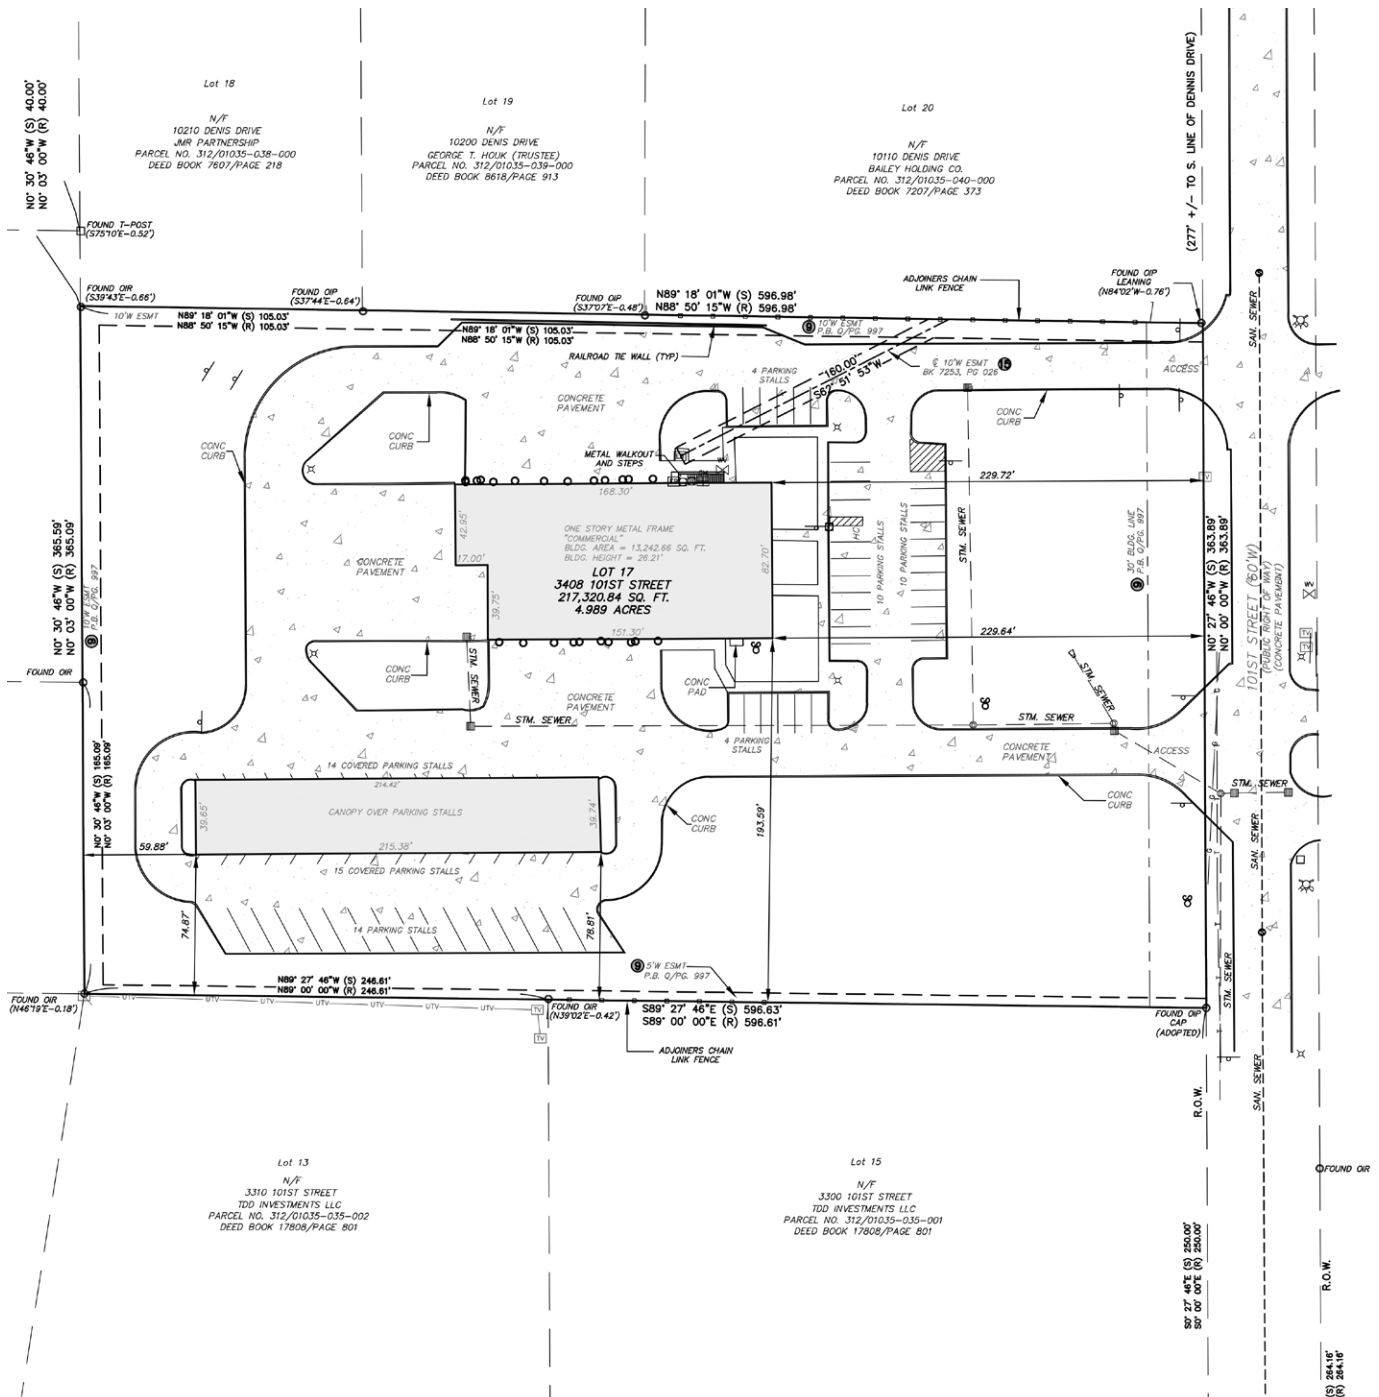 N0° 30' 46"W (S) 40.00'
N0° 03' 00"W (R) 40.00'
Lot 18
N/F
10210 DENIS DRIVE
JMR PARTNERSHIP
PARCEL NO. 312/01035-038-000
DEED BOOK 7607/PAGE 218
Lot 19
N/F
10200 DENIS DRIVE
GEORGE T. HOUK (TRUSTEE)
PARCEL NO. 312/01035-039-000
DEED BOOK 8618/PAGE 913
Lot 20
N/F
10110 DENIS DRIVE
BAILEY HOLDING CO.
PARCEL NO. 312/01035-040-000
DEED BOOK 7207/PAGE 373
(277' +/- TO S. LINE OF DENNIS DRIVE)
FOUND T-POST
(S75°10'E-0.52')
FOUND OIR
(S39°43'E-0.66')
FOUND OIP
(S37°44'E-0.64')
FOUND OIP
(S37°07'E-0.48')
N89° 18' 01"W (S) 596.98'
N88° 50' 15"W (R) 596.98'
ADJOINERS CHAIN
LINK FENCE
FOUND OIP
LEANING
(N84°02'W-0.76')
SAN. SEWER
10'W ESMT
N89° 18' 01"W (S) 105.03'
N88° 50' 15"W (R) 105.03'
N89° 18' 01"W (S) 105.03'
N88° 50' 15"W (R) 105.03'
9
10'W ESMT
P.B. Q/PG. 997
RAILROAD TIE WALL (TYP)
160.00'
S62° 51' 53"W
℄ 10'W ESMT
BK 7253, PG 026
15
ACCESS
4 PARKING
STALLS
CONCRETE
PAVEMENT
CONC
CURB
CONC
CURB
CONC
CURB
METAL WALKOUT
AND STEPS
168.30'
229.72'
42.95'
ONE STORY METAL FRAME
"COMMERCIAL"
BLDG. AREA = 13,242.66 SQ. FT.
BLDG. HEIGHT = 26.21'
17.00'
LOT 17
3408 101ST STREET
217,320.84 SQ. FT.
4.989 ACRES
82.70'
39.75'
151.30'
HC
10 PARKING STALLS
10 PARKING STALLS
STM. SEWER
30' BLDG. LINE
P.B. Q/PG. 997
9
N0° 27' 46"W (S) 363.89'
N0° 00' 00"W (R) 363.89'
101ST STREET (60'W)
(PUBLIC RIGHT OF WAY)
(CONCRETE PAVEMENT)
N0° 30' 46"W (S) 365.59'
N0° 03' 00"W (R) 365.09'
10'W ESMT
P.B. Q/PG. 997
9
CONCRETE
PAVEMENT
229.64'
FOUND OIR
CONC
CURB
STM. SEWER
CONC
PAD
CONCRETE
PAVEMENT
STM. SEWER
STM. SEWER
STM. SEWER
4 PARKING
STALLS
CONCRETE
PAVEMENT
ACCESS
N0° 30' 46"W (S) 165.09'
N0° 03' 00"W (R) 165.09'
14 COVERED PARKING STALLS
214.42'
39.65'
CANOPY OVER PARKING STALLS
39.74'
215.38'
CONC
CURB
CONC
CURB
STM. SEWER
59.88'
193.59'
SAN. SEWER
15 COVERED PARKING STALLS
74.87'
14 PARKING STALLS
78.81'
9
5'W ESMT
P.B. Q/PG. 997
STM. SEWER
N89° 27' 46"W (S) 246.61'
N89° 00' 00"W (R) 246.61'
FOUND OIR
(N46°19'E-0.18')
UTV
UTV
UTV
UTV
UTV
TV
TV
FOUND OIR
(N39°02'E-0.42')
S89° 27' 46"E (S) 596.63'
S89° 00' 00"E (R) 596.61'
FOUND OIP
CAP
(ADOPTED)
ADJOINERS CHAIN
LINK FENCE
R.O.W.
SAN. SEWER
Lot 13
N/F
3310 101ST STREET
TDD INVESTMENTS LLC
PARCEL NO. 312/01035-035-002
DEED BOOK 17808/PAGE 801
Lot 15
N/F
3300 101ST STREET
TDD INVESTMENTS LLC
PARCEL NO. 312/01035-035-001
DEED BOOK 17808/PAGE 801
FOUND OIR
S0° 27' 46"E (S) 250.00'
S0° 00' 00"E (R) 250.00'
R.O.W.
(S) 264.16'
(R) 264.16'